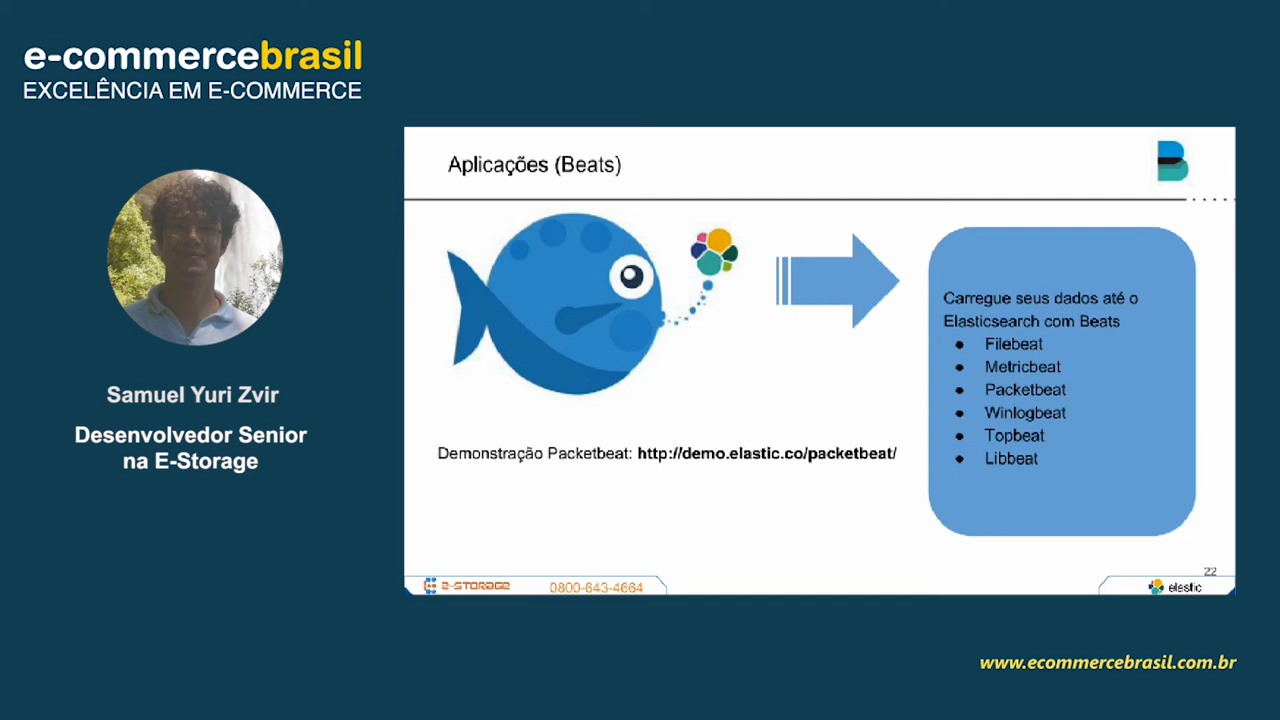 e-commercebrasil
EXCELÊNCIA EM E-COMMERCE
Samuel Yuri Zvir
Desenvolvedor Senior
na E-Storage
Aplicações (Beats)
Demonstração Packetbeat: http://demo.elastic.co/packetbeat/
Carregue seus dados até o
Elasticsearch com Beats
● Filebeat
● Metricbeat
● Packetbeat
● Winlogbeat
● Topbeat
● Libbeat
22
E-STORAGE
0800-643-4664
elastic
www.ecommercebrasil.com.br